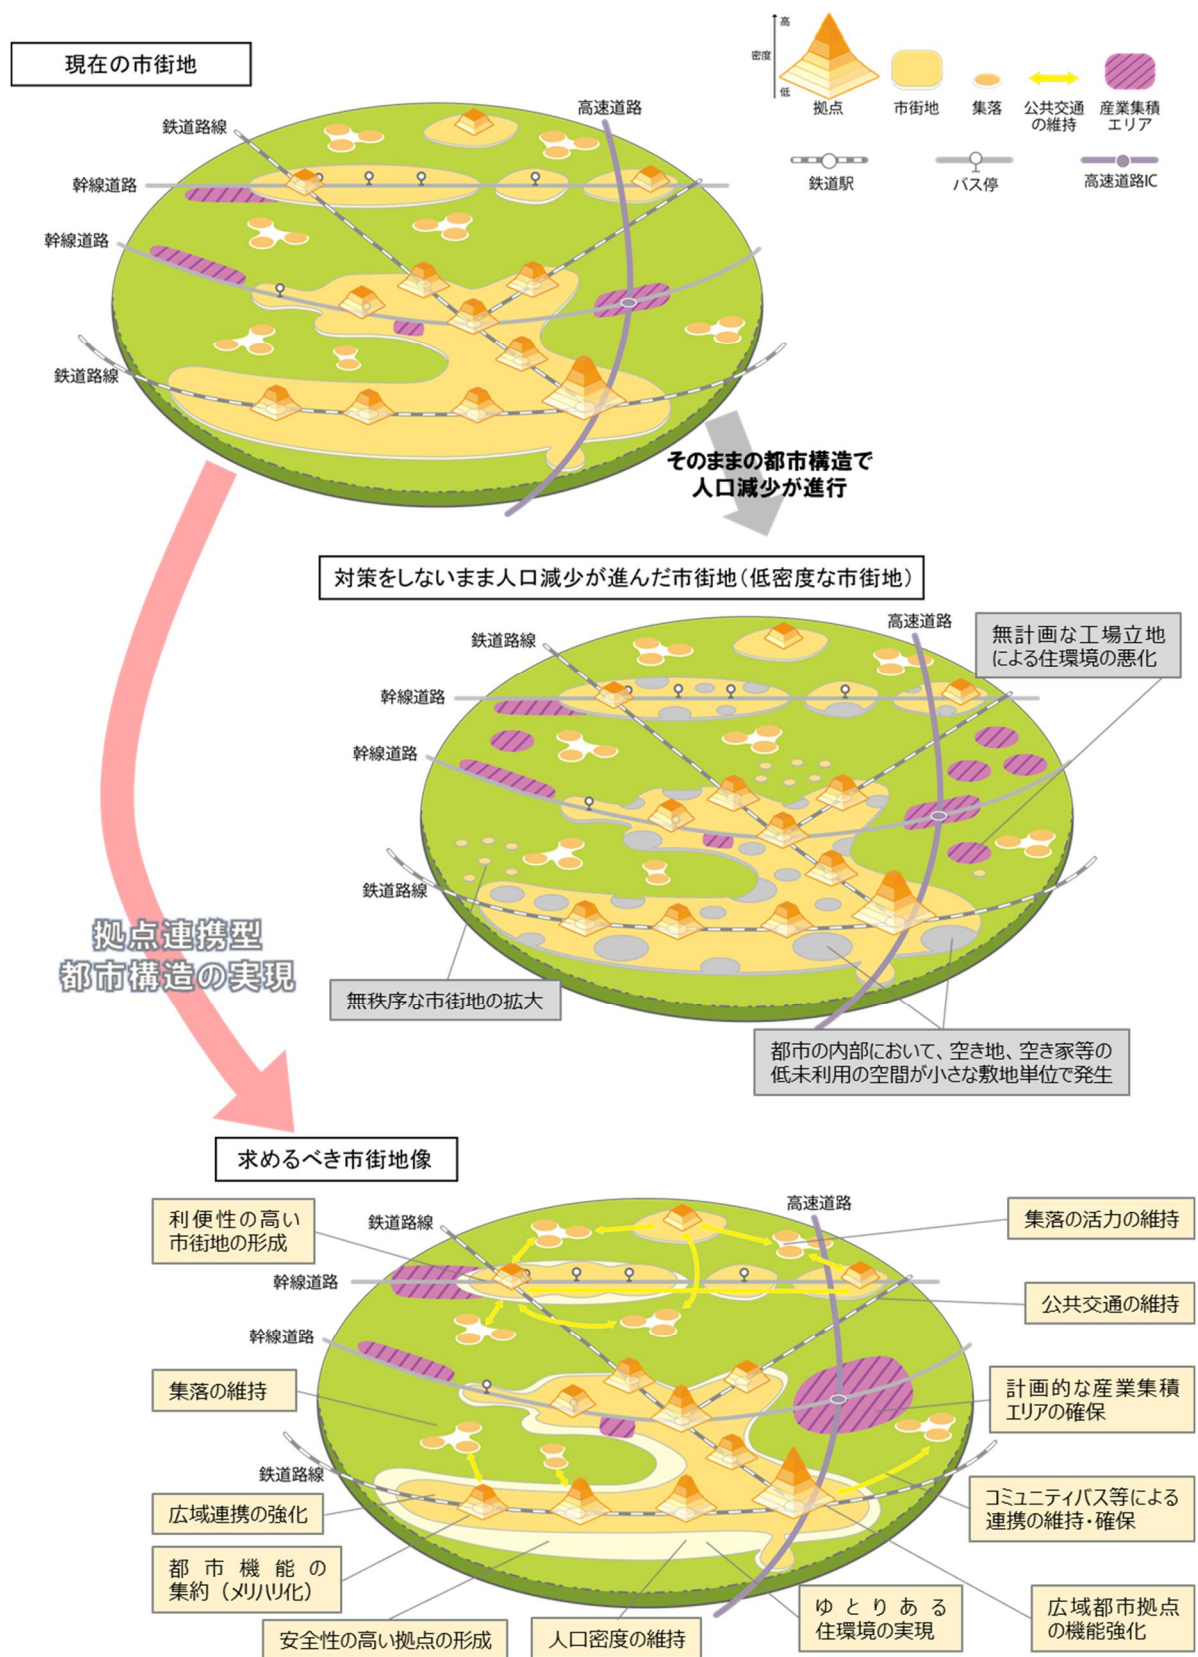 現在の市街地
高
密度
低
拠点
市街地
集落
公共交通
の維持
産業集積
エリア
鉄道駅
バス停
高速道路IC
鉄道路線
高速道路
幹線道路
幹線道路
鉄道路線
そのままの都市構造で
人口減少が進行
対策をしないまま人口減少が進んだ市街地(低密度な市街地)
高速道路
鉄道路線
無計画な工場立地
による住環境の悪化
幹線道路
幹線道路
鉄道路線
拠点連携型
都市構造の実現
無秩序な市街地の拡大
都市の内部において、空き地、空き家等の
低未利用の空間が小さな敷地単位で発生
求めるべき市街地像
利便性の高い
市街地の形成
鉄道路線
高速道路
集落の活力の維持
幹線道路
公共交通の維持
幹線道路
集落の維持
計画的な産業集積
エリアの確保
鉄道路線
広域連携の強化
コミュニティバス等による
連携の維持・確保
都市機能の
集約(メリハリ化)
安全性の高い拠点の形成
人口密度の維持
ゆとりある
住環境の実現
広域都市拠点
の機能強化